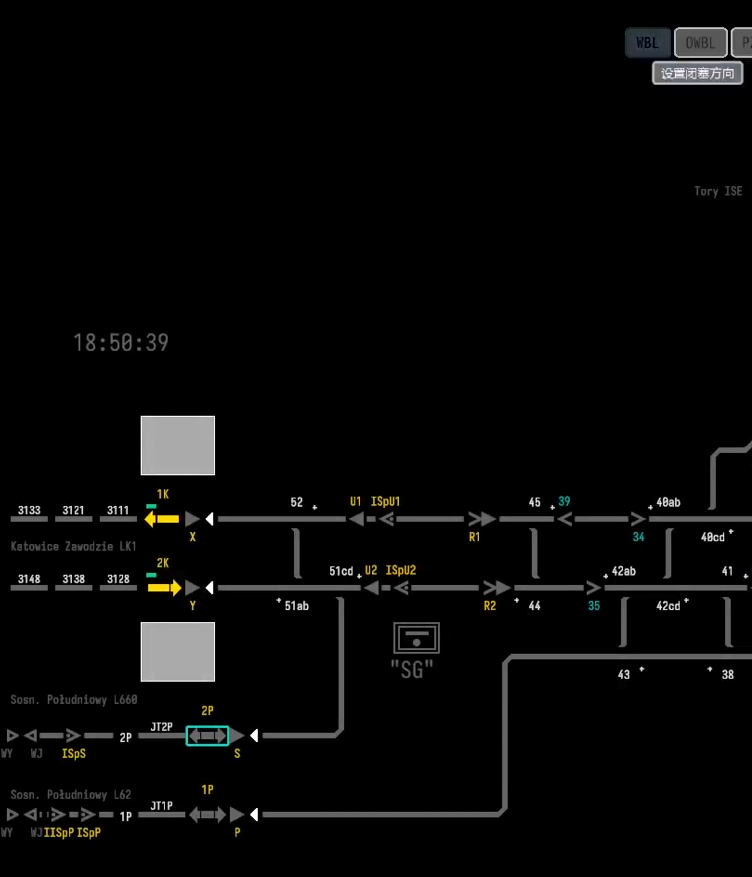 WBL OWBL
设置闭塞方向
Tory ISE
18:50:39
1K
52 U1 ISpU1 45 39 40ab
3133 3121 3111
X R1 34 40cd
Katowice Zawodzie LK1
2K
51cd U2 ISpU2 42ab 41
3148 3138 3128
Y 51ab R2 44 35 42cd
"SG"
43 38
Sosn. Południowy L660
2P
JT2P
2P
WY WJ ISpS S
Sosn. Południowy L62
1P
JT1P
1P
WY WJ IISpP ISpP P